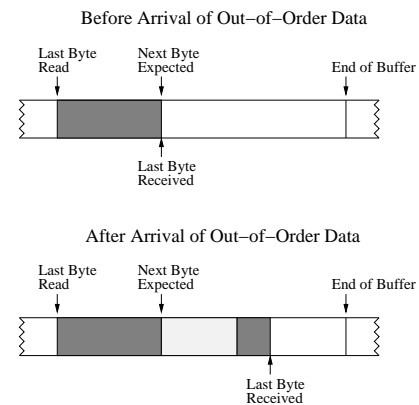 Before Arrival of Out−of−Order Data
Last Byte
Read
Next Byte
Expected
End of Buffer
Last Byte
Received
After Arrival of Out−of−Order Data
Last Byte
Read
Next Byte
Expected
End of Buffer
Last Byte
Received